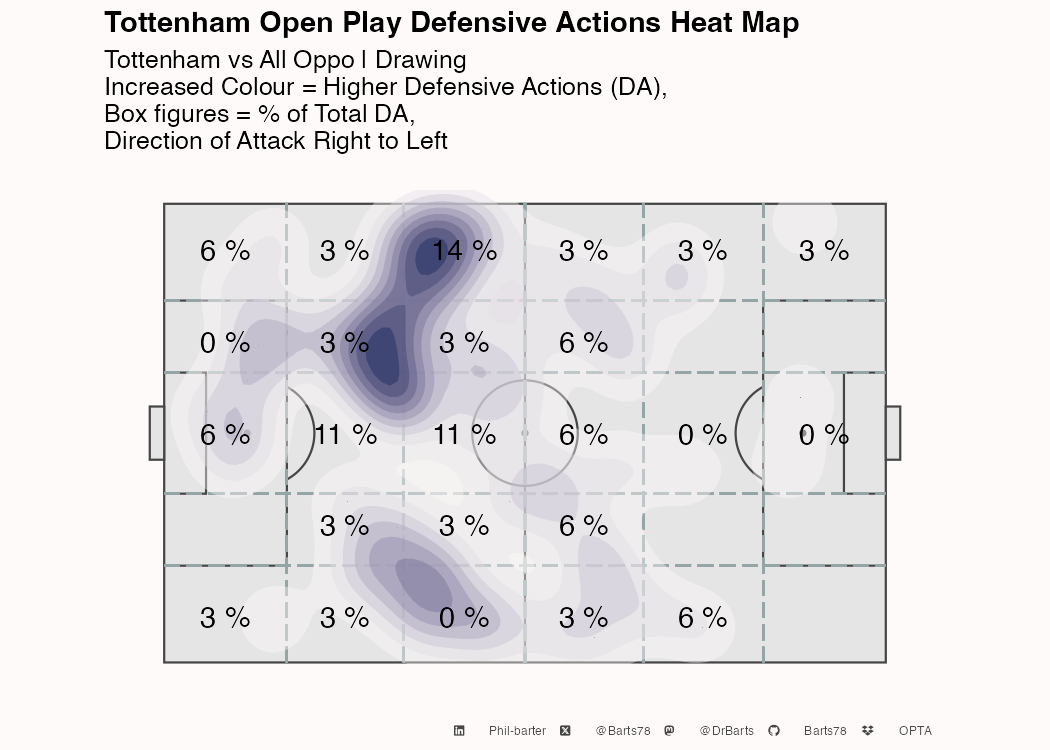 Tottenham Open Play Defensive Actions Heat Map
Tottenham vs All Oppo | Drawing
Increased Colour = Higher Defensive Actions (DA),
Box figures = % of Total DA,
Direction of Attack Right to Left
6 % 3 % 14 % 3 % 3 % 3 %
0 % 3 % 3 % 6 %
6 % 11 % 11 % 6 % 0 % 0 %
3 % 3 % 6 %
3 % 3 % 0 % 3 % 6 %
Phil-barter @Barts78 @DrBarts Barts78 OPTA